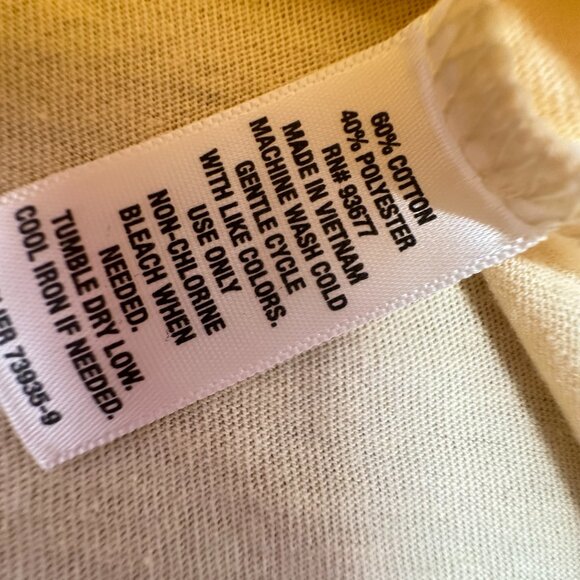 60% COTTON
40% POLYESTER
RN# 93677
MADE IN VIETNAM
MACHINE WASH COLD
GENTLE CYCLE
WITH LIKE COLORS.
USE ONLY
NON-CHLORINE
BLEACH WHEN
NEEDED.
TUMBLE DRY LOW.
COOL IRON IF NEEDED.
73935-9